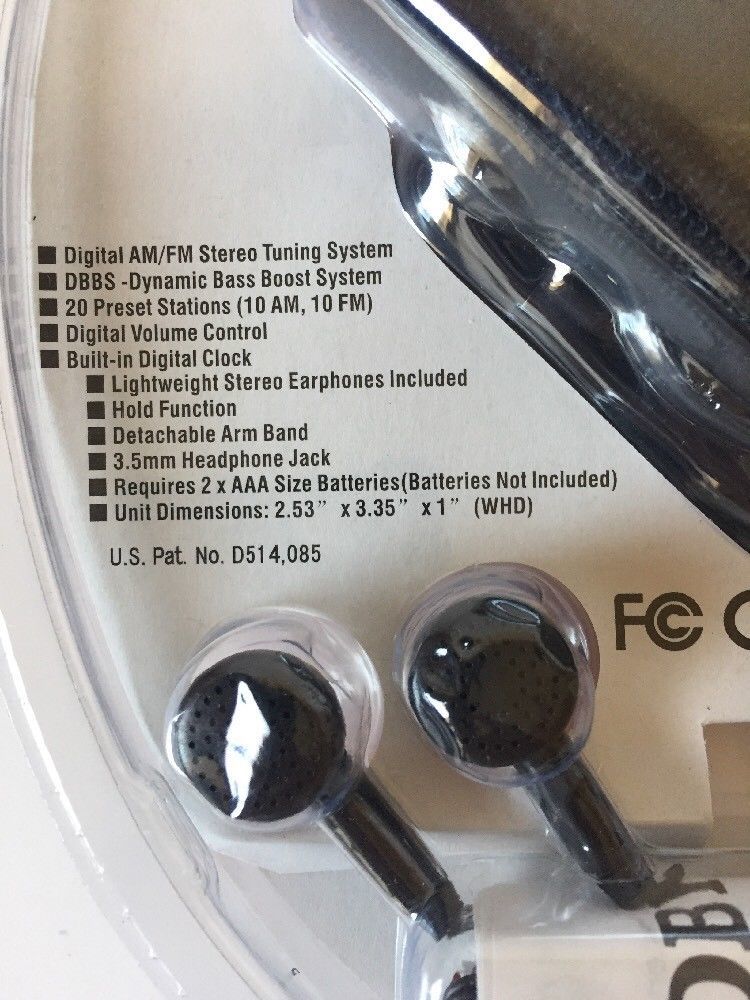 ■ Digital AM/FM Stereo Tuning System
■ DBBS -Dynamic Bass Boost System
■ 20 Preset Stations (10 AM, 10 FM)
■ Digital Volume Control
■ Built-in Digital Clock
■ Lightweight Stereo Earphones Included
■ Hold Function
■ Detachable Arm Band
■ 3.5mm Headphone Jack
■ Requires 2 x AAA Size Batteries(Batteries Not Included)
■ Unit Dimensions: 2.53” x 3.35” x 1” (WHD)
U.S. Pat. No. D514,085
FC